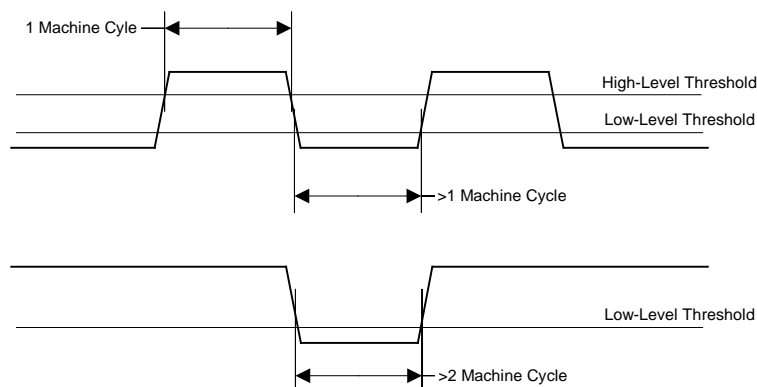 1 Machine Cyle
High-Level Threshold
Low-Level Threshold
>1 Machine Cycle
Low-Level Threshold
>2 Machine Cycle